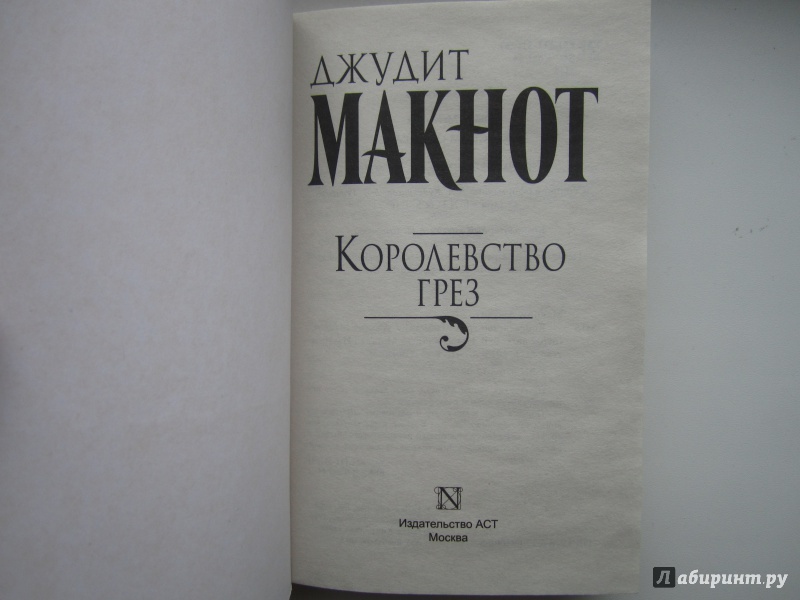 ДЖУДИТ
МАКНОТ
КОРОЛЕВСТВО
ГРЕЗ
N
Издательство АСТ
Москва
Лабиринт.ру